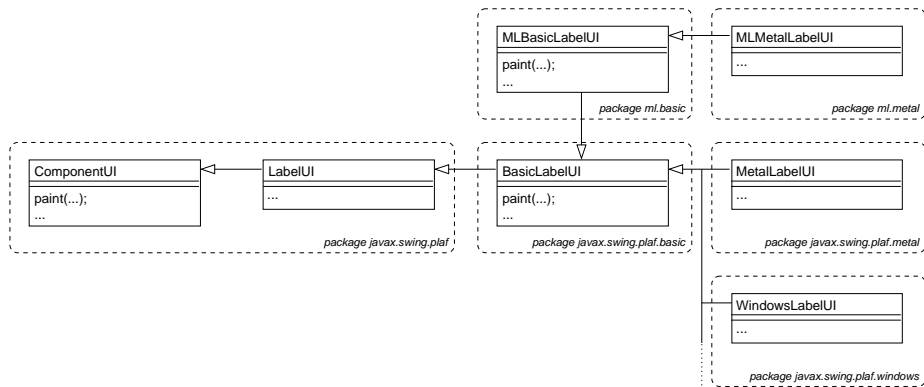 MLBasicLabelUI
paint(...);
...
package ml.basic
MLMetalLabelUI
...
package ml.metal
ComponentUI
paint(...);
...
LabelUI
...
package javax.swing.plaf
BasicLabelUI
paint(...);
...
package javax.swing.plaf.basic
MetalLabelUI
...
package javax.swing.plaf.metal
WindowsLabelUI
...
package javax.swing.plaf.windows